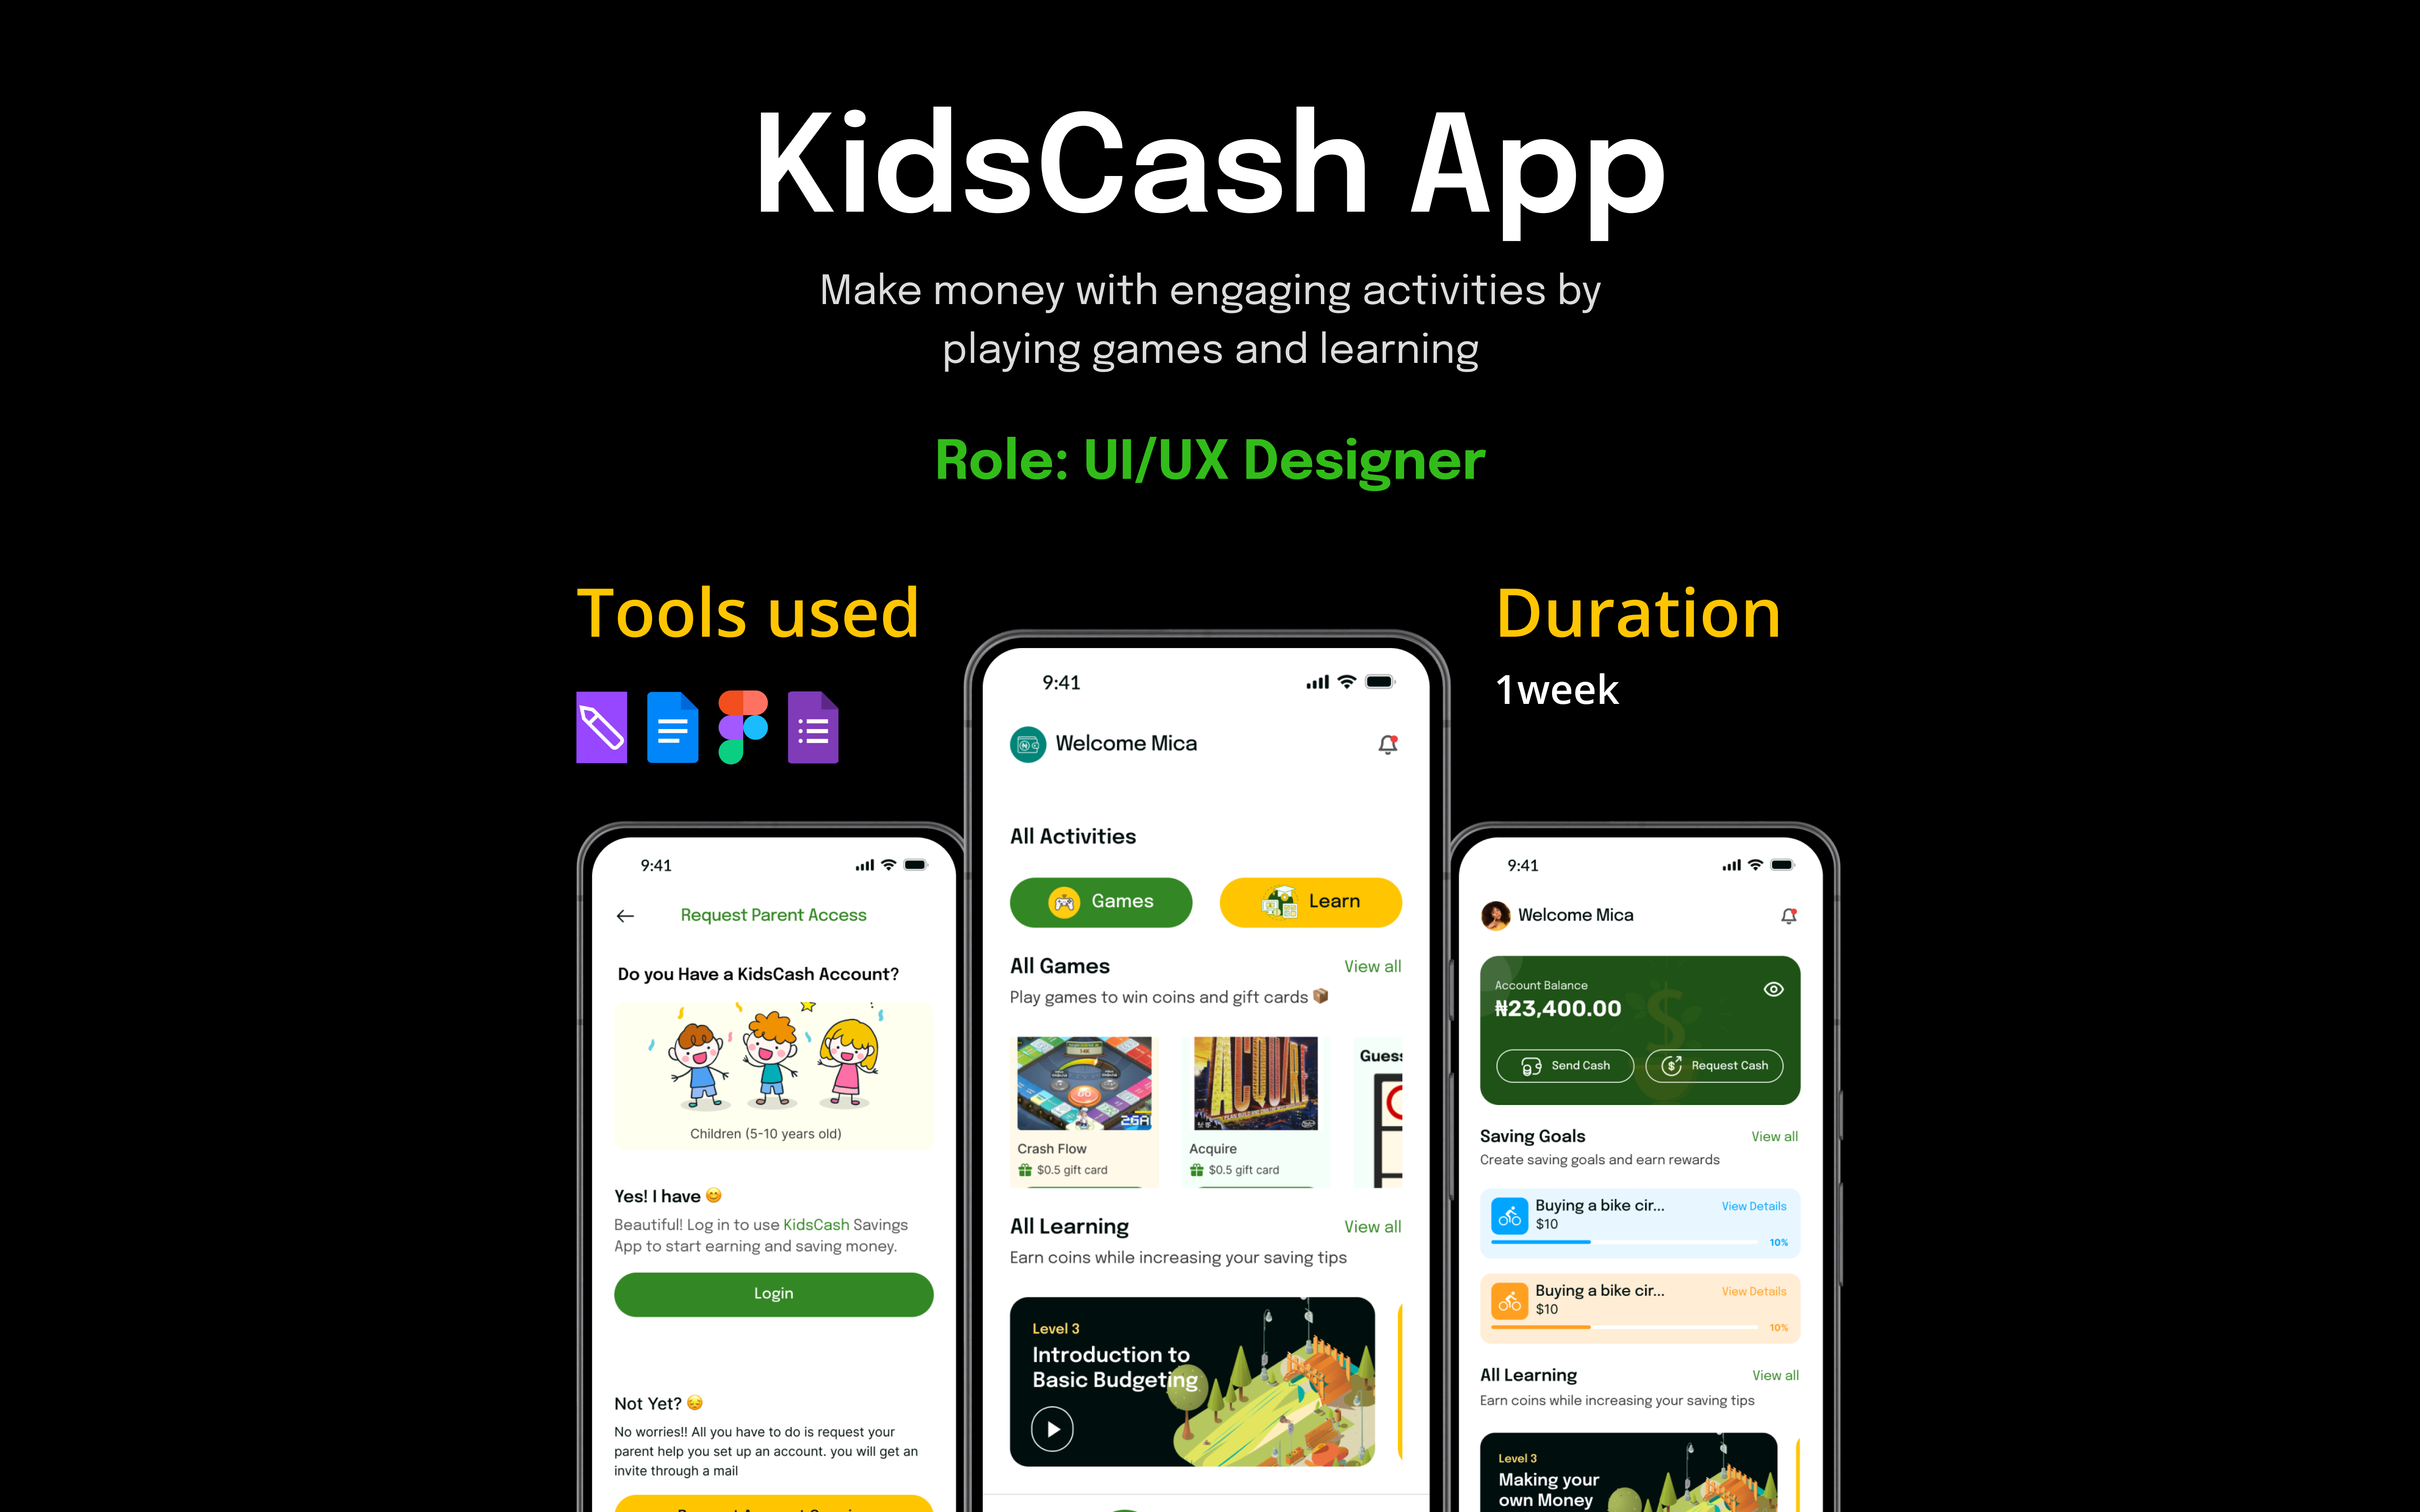 KidsCash App
Make money with engaging activities by
playing games and learning
Role: UI/UX Designer
Tools used
Duration
1week
9:41
Request Parent Access
Do you Have a KidsCash Account?
Children (5-10 years old)
Yes! I have 😊
Beautiful! Log in to use KidsCash Savings
App to start earning and saving money.
Login
Not Yet? 😔
No worries!! All you have to do is request your
parent help you set up an account. you will get an
invite through a mail
9:41
Welcome Mica
All Activities
Games
Learn
All Games
View all
Play games to win coins and gift cards 📦
ACQUIRE
Guess
Crash Flow
$0.5 gift card
Acquire
$0.5 gift card
All Learning
View all
Earn coins while increasing your saving tips
Level 3
Introduction to
Basic Budgeting
9:41
Welcome Mica
Account Balance
₦23,400.00
Send Cash
Request Cash
Saving Goals
View all
Create saving goals and earn rewards
Buying a bike cir...
View Details
$10
10%
Buying a bike cir...
View Details
$10
10%
All Learning
View all
Earn coins while increasing your saving tips
Level 3
Making your
own Money